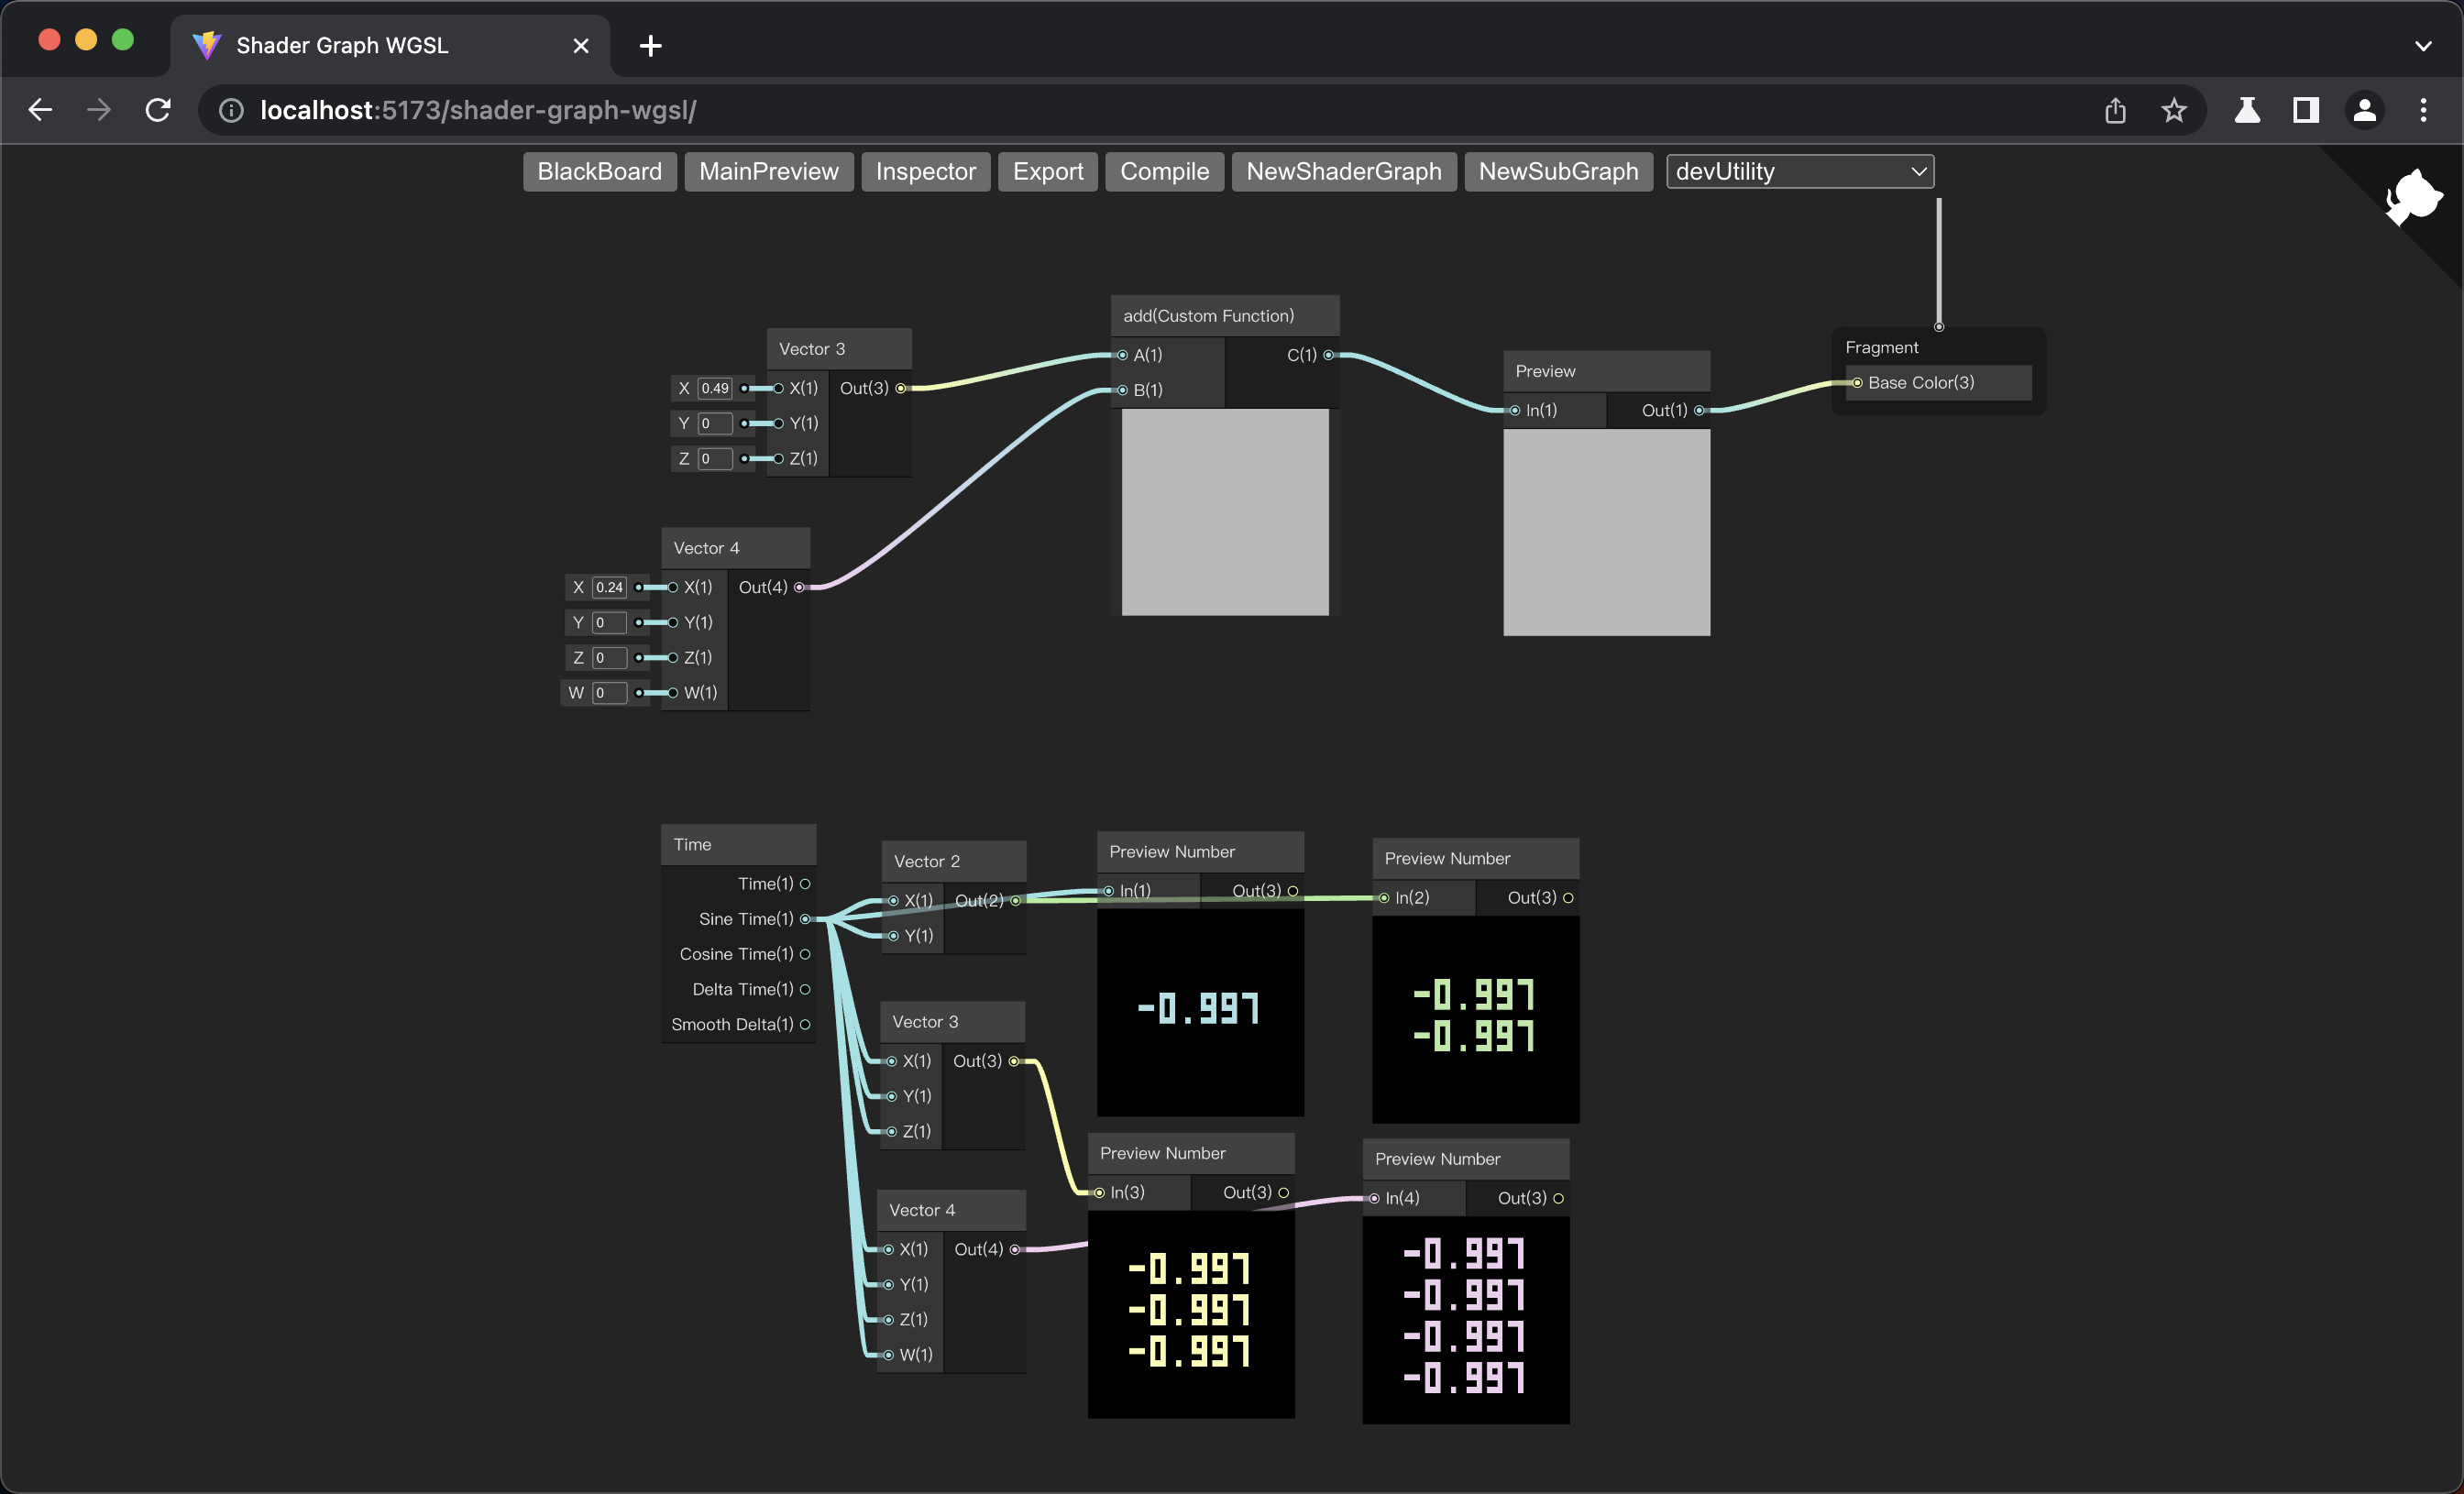 Shader Graph WGSL
localhost:5173/shader-graph-wgsl/
BlackBoard MainPreview Inspector Export Compile NewShaderGraph NewSubGraph devUtility
add(Custom Function)
A(1) C(1)
B(1)
Vector 3
X 0.49 X(1) Out(3)
Y 0 Y(1)
Z 0 Z(1)
Fragment
Base Color(3)
Preview
In(1) Out(1)
Vector 4
X 0.24 X(1) Out(4)
Y 0 Y(1)
Z 0 Z(1)
W 0 W(1)
Time
Time(1)
Sine Time(1)
Cosine Time(1)
Delta Time(1)
Smooth Delta(1)
Vector 2
X(1) Out(2)
Y(1)
Preview Number
In(1) Out(3)
-0.997
Preview Number
In(2) Out(3)
-0.997
-0.997
Vector 3
X(1) Out(3)
Y(1)
Z(1)
Preview Number
In(3) Out(3)
-0.997
-0.997
-0.997
Preview Number
In(4) Out(3)
-0.997
-0.997
-0.997
-0.997
Vector 4
X(1) Out(4)
Y(1)
Z(1)
W(1)